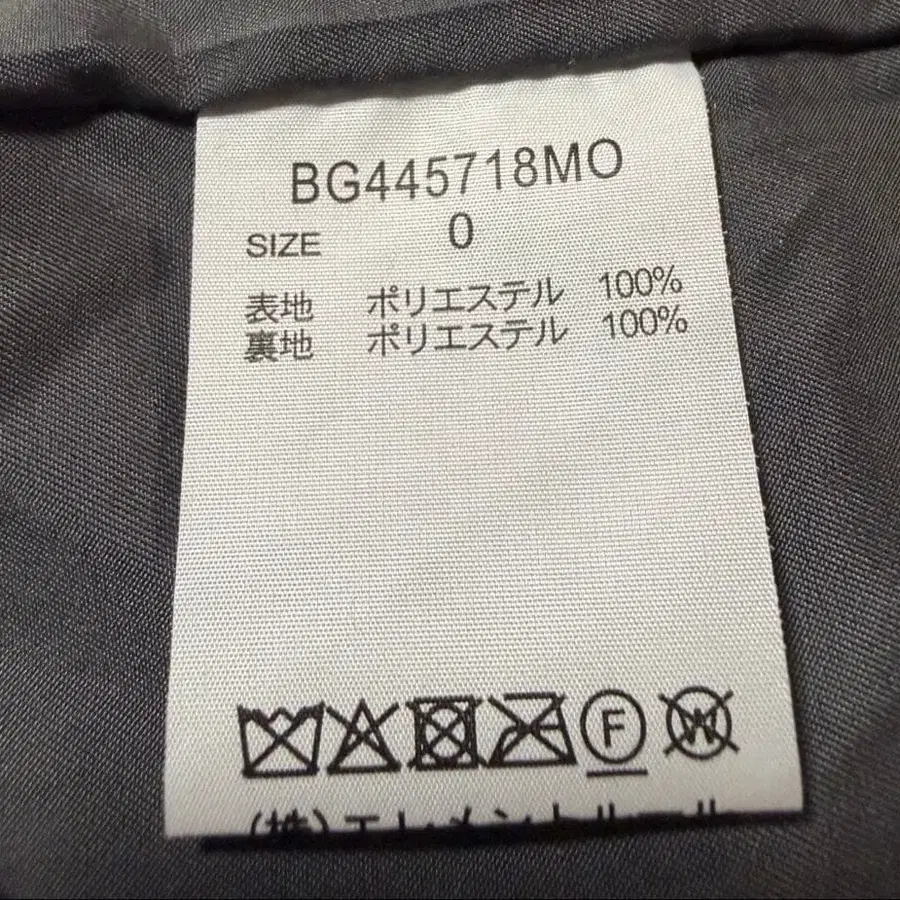 BG445718MO
SIZE 0
表地 ポリエステル 100%
裏地 ポリエステル 100%
F W